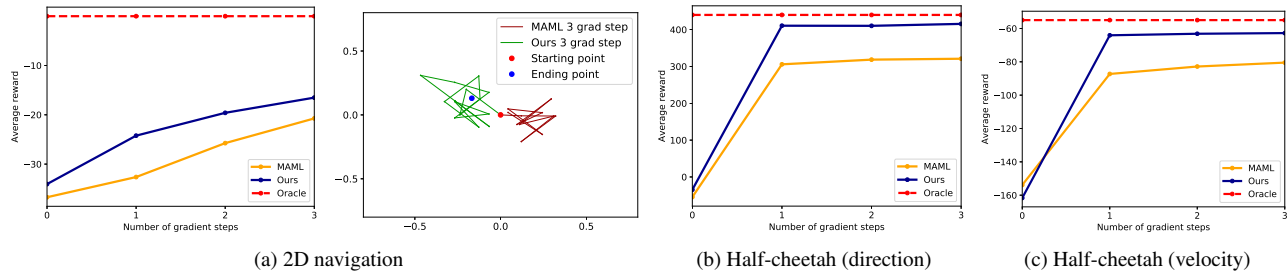 −10
−20
−30
Average reward
MAML
Ours
Oracle
0 1 2 3
Number of gradient steps
0.5
0.0
−0.5
MAML 3 grad step
Ours 3 grad step
Starting point
Ending point
−0.5 0.0 0.5
(a) 2D navigation
400
300
200
100
0
Average reward
MAML
Ours
Oracle
0 1 2 3
Number of gradient steps
(b) Half-cheetah (direction)
−60
−80
−100
−120
−140
−160
Average reward
MAML
Ours
Oracle
0 1 2 3
Number of gradient steps
(c) Half-cheetah (velocity)